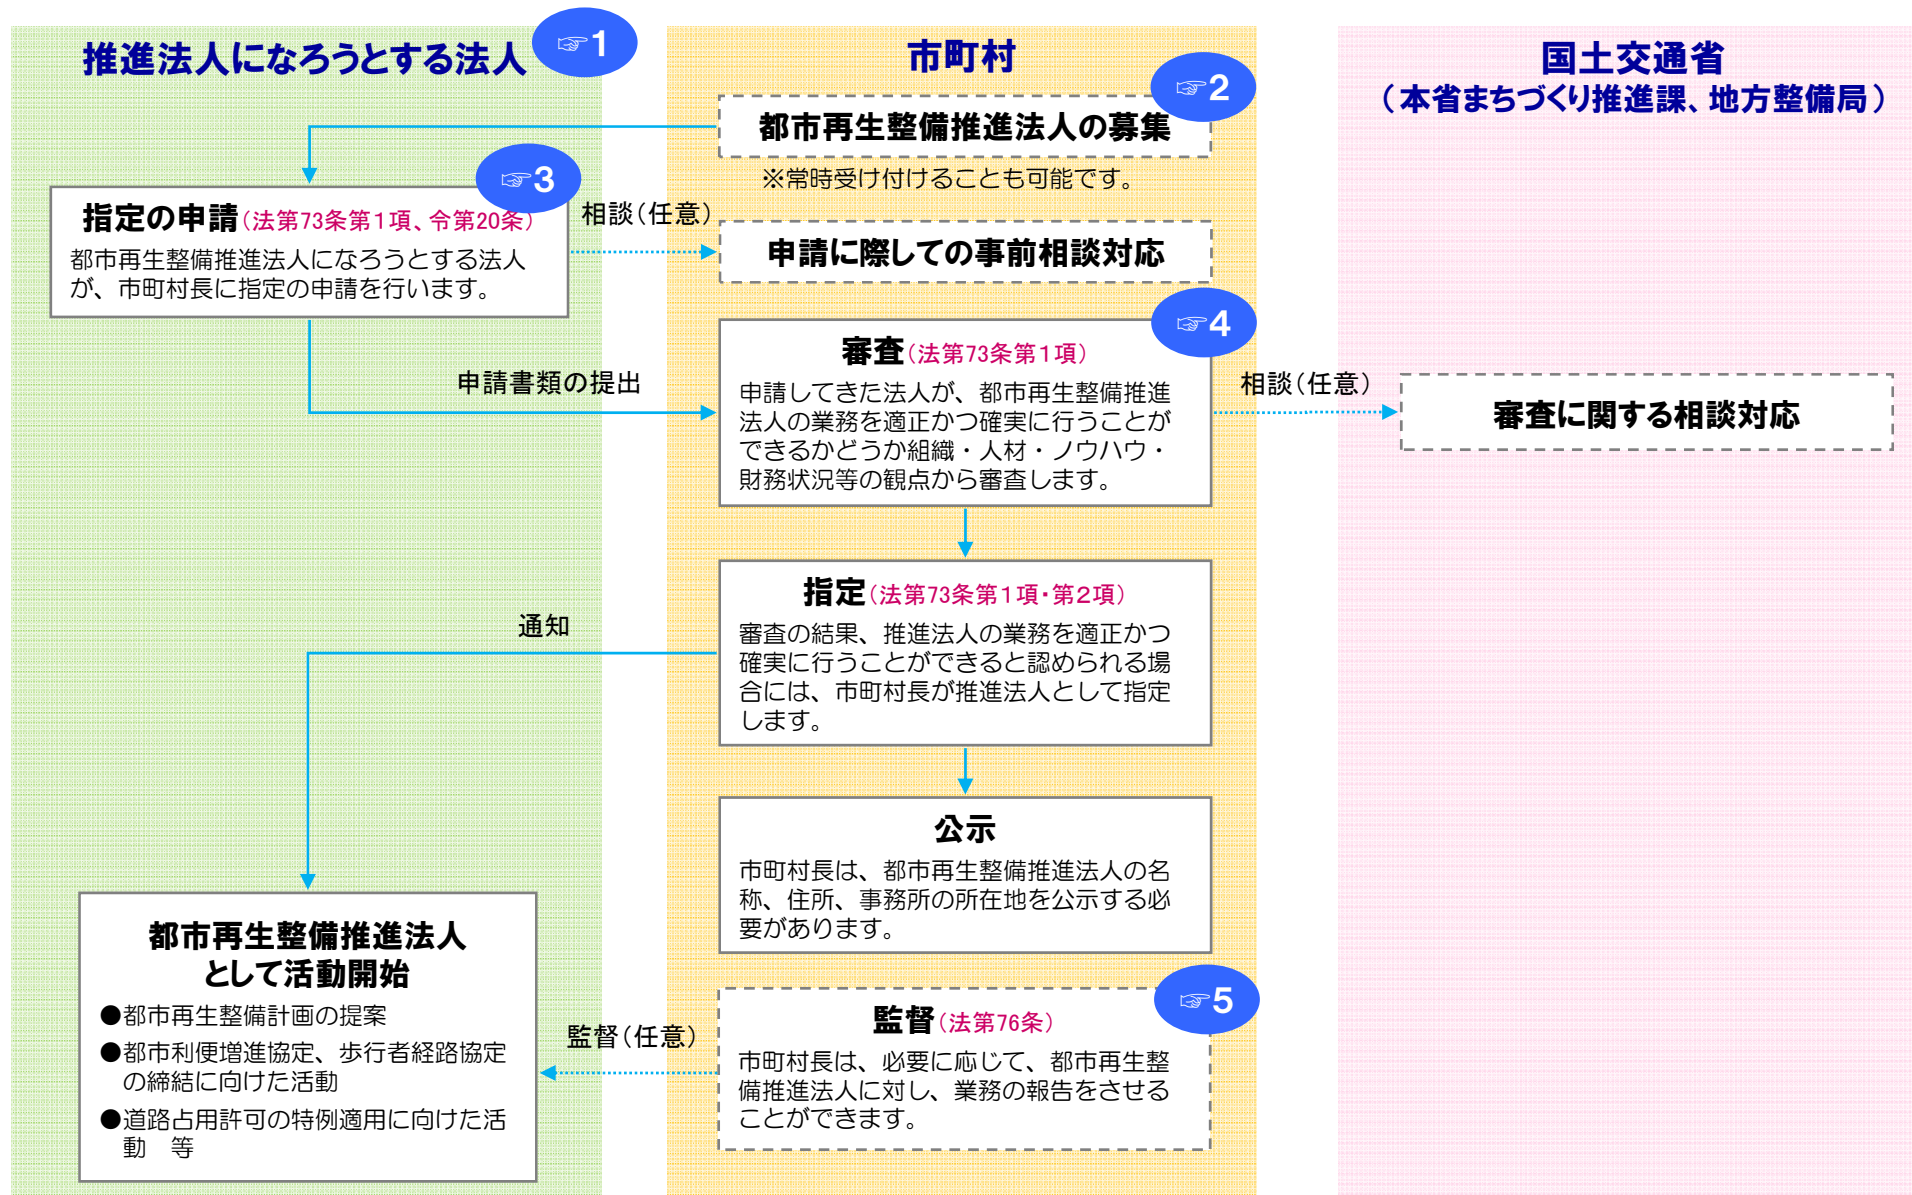 推進法人になろうとする法人
☞1
市町村
国土交通省
（本省まちづくり推進課、地方整備局）
☞2
都市再生整備推進法人の募集
※常時受け付けることも可能です。
☞3
指定の申請（法第73条第１項、令第20条）
都市再生整備推進法人になろうとする法人
が、市町村長に指定の申請を行います。
相談（任意）
申請に際しての事前相談対応
☞4
審査（法第73条第１項）
申請してきた法人が、都市再生整備推進
法人の業務を適正かつ確実に行うことが
できるかどうか組織・人材・ノウハウ・
財務状況等の観点から審査します。
申請書類の提出
相談（任意）
審査に関する相談対応
指定（法第73条第１項・第２項）
審査の結果、推進法人の業務を適正かつ
確実に行うことができると認められる場
合には、市町村長が推進法人として指定
します。
通知
公示
市町村長は、都市再生整備推進法人の名
称、住所、事務所の所在地を公示する必
要があります。
都市再生整備推進法人
として活動開始
●都市再生整備計画の提案
●都市利便増進協定、歩行者経路協定
の締結に向けた活動
●道路占用許可の特例適用に向けた活
動　等
監督（任意）
☞5
監督（法第76条）
市町村長は、必要に応じて、都市再生整
備推進法人に対し、業務の報告をさせる
ことができます。